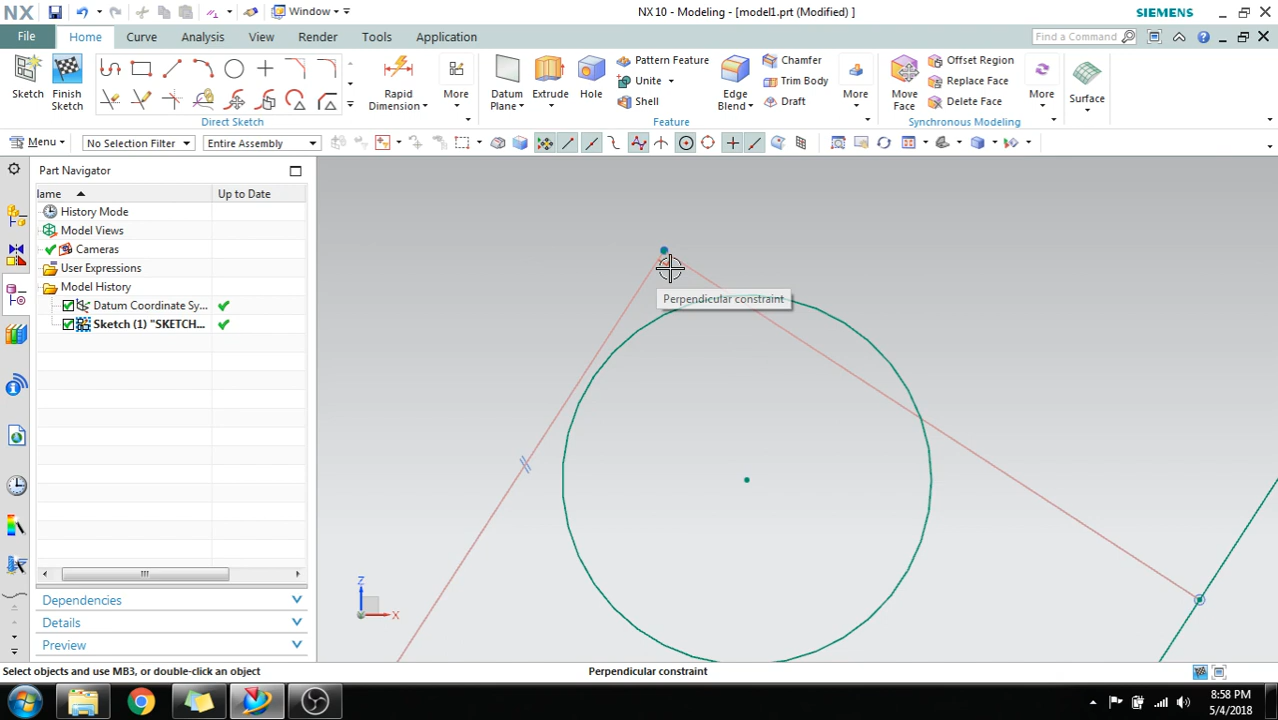 NX
Window
NX 10 - Modeling - [model1.prt (Modified) ]
SIEMENS
File
Home
Curve
Analysis
View
Render
Tools
Application
Find a Command
Sketch
Finish
Sketch
Direct Sketch
Rapid
Dimension
More
Datum
Plane
Extrude
Hole
Pattern Feature
Unite
Shell
Edge
Blend
Chamfer
Trim Body
Draft
More
Feature
Move
Face
Offset Region
Replace Face
Delete Face
More
Synchronous Modeling
Surface
Menu
No Selection Filter
Entire Assembly
Part Navigator
lame
Up to Date
History Mode
Model Views
Cameras
User Expressions
Model History
Datum Coordinate Sy...
Sketch (1) "SKETCH...
Dependencies
Details
Preview
Perpendicular constraint
Z
X
Select objects and use MB3, or double-click an object
Perpendicular constraint
8:58 PM
5/4/2018